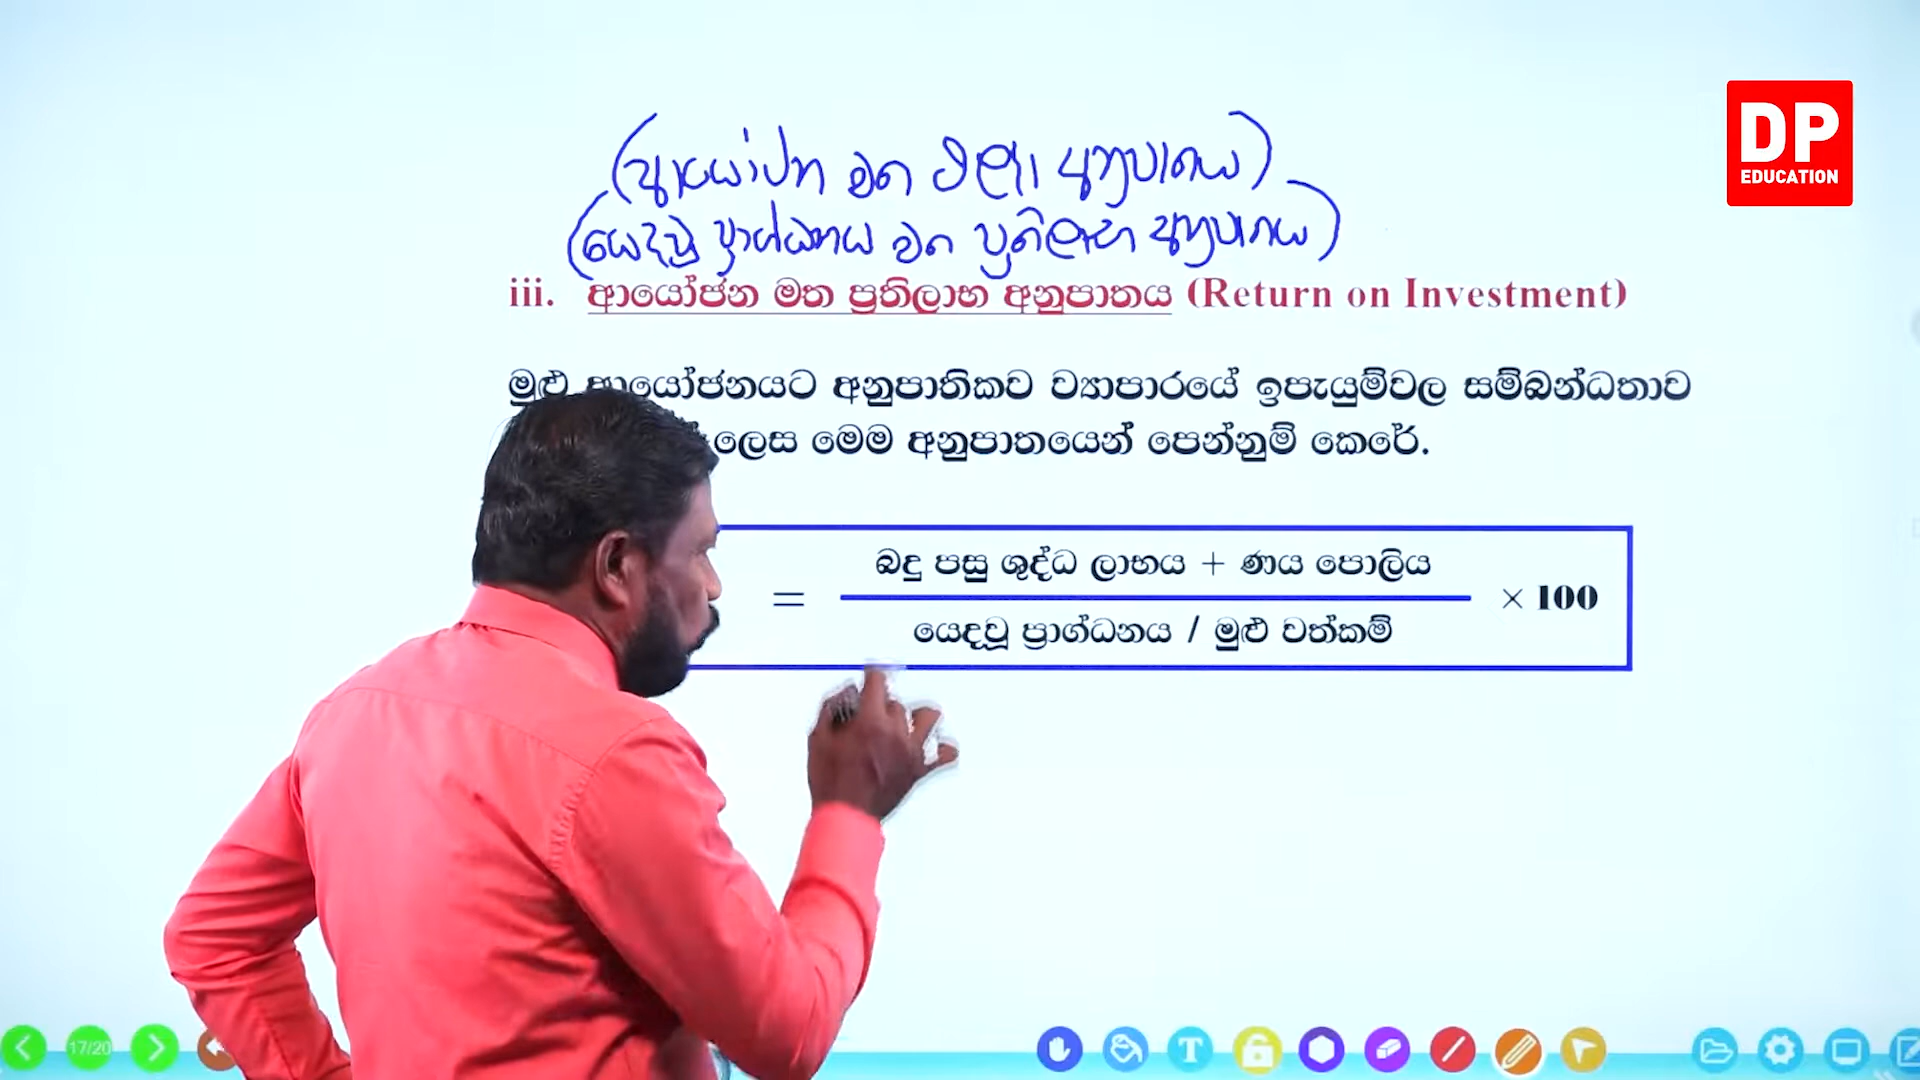 DP
EDUCATION
(ආයෝජන මත ඵලදා අනුපාතය)
(යෙදවූ ප්‍රාග්ධනය මත ප්‍රතිලාභ අනුපාතය)
iii. ආයෝජන මත ප්‍රතිලාභ අනුපාතය (Return on Investment)
මුළු ආයෝජනයට අනුපාතිකව ව්‍යාපාරයේ ඉපැයුම්වල සම්බන්ධතාව
ලෙස මෙම අනුපාතයෙන් පෙන්නුම් කෙරේ.
බදු පසු ශුද්ධ ලාභය + ණය පොලිය
= × 100
යෙදවූ ප්‍රාග්ධනය / මුළු වත්කම්
17/20
T